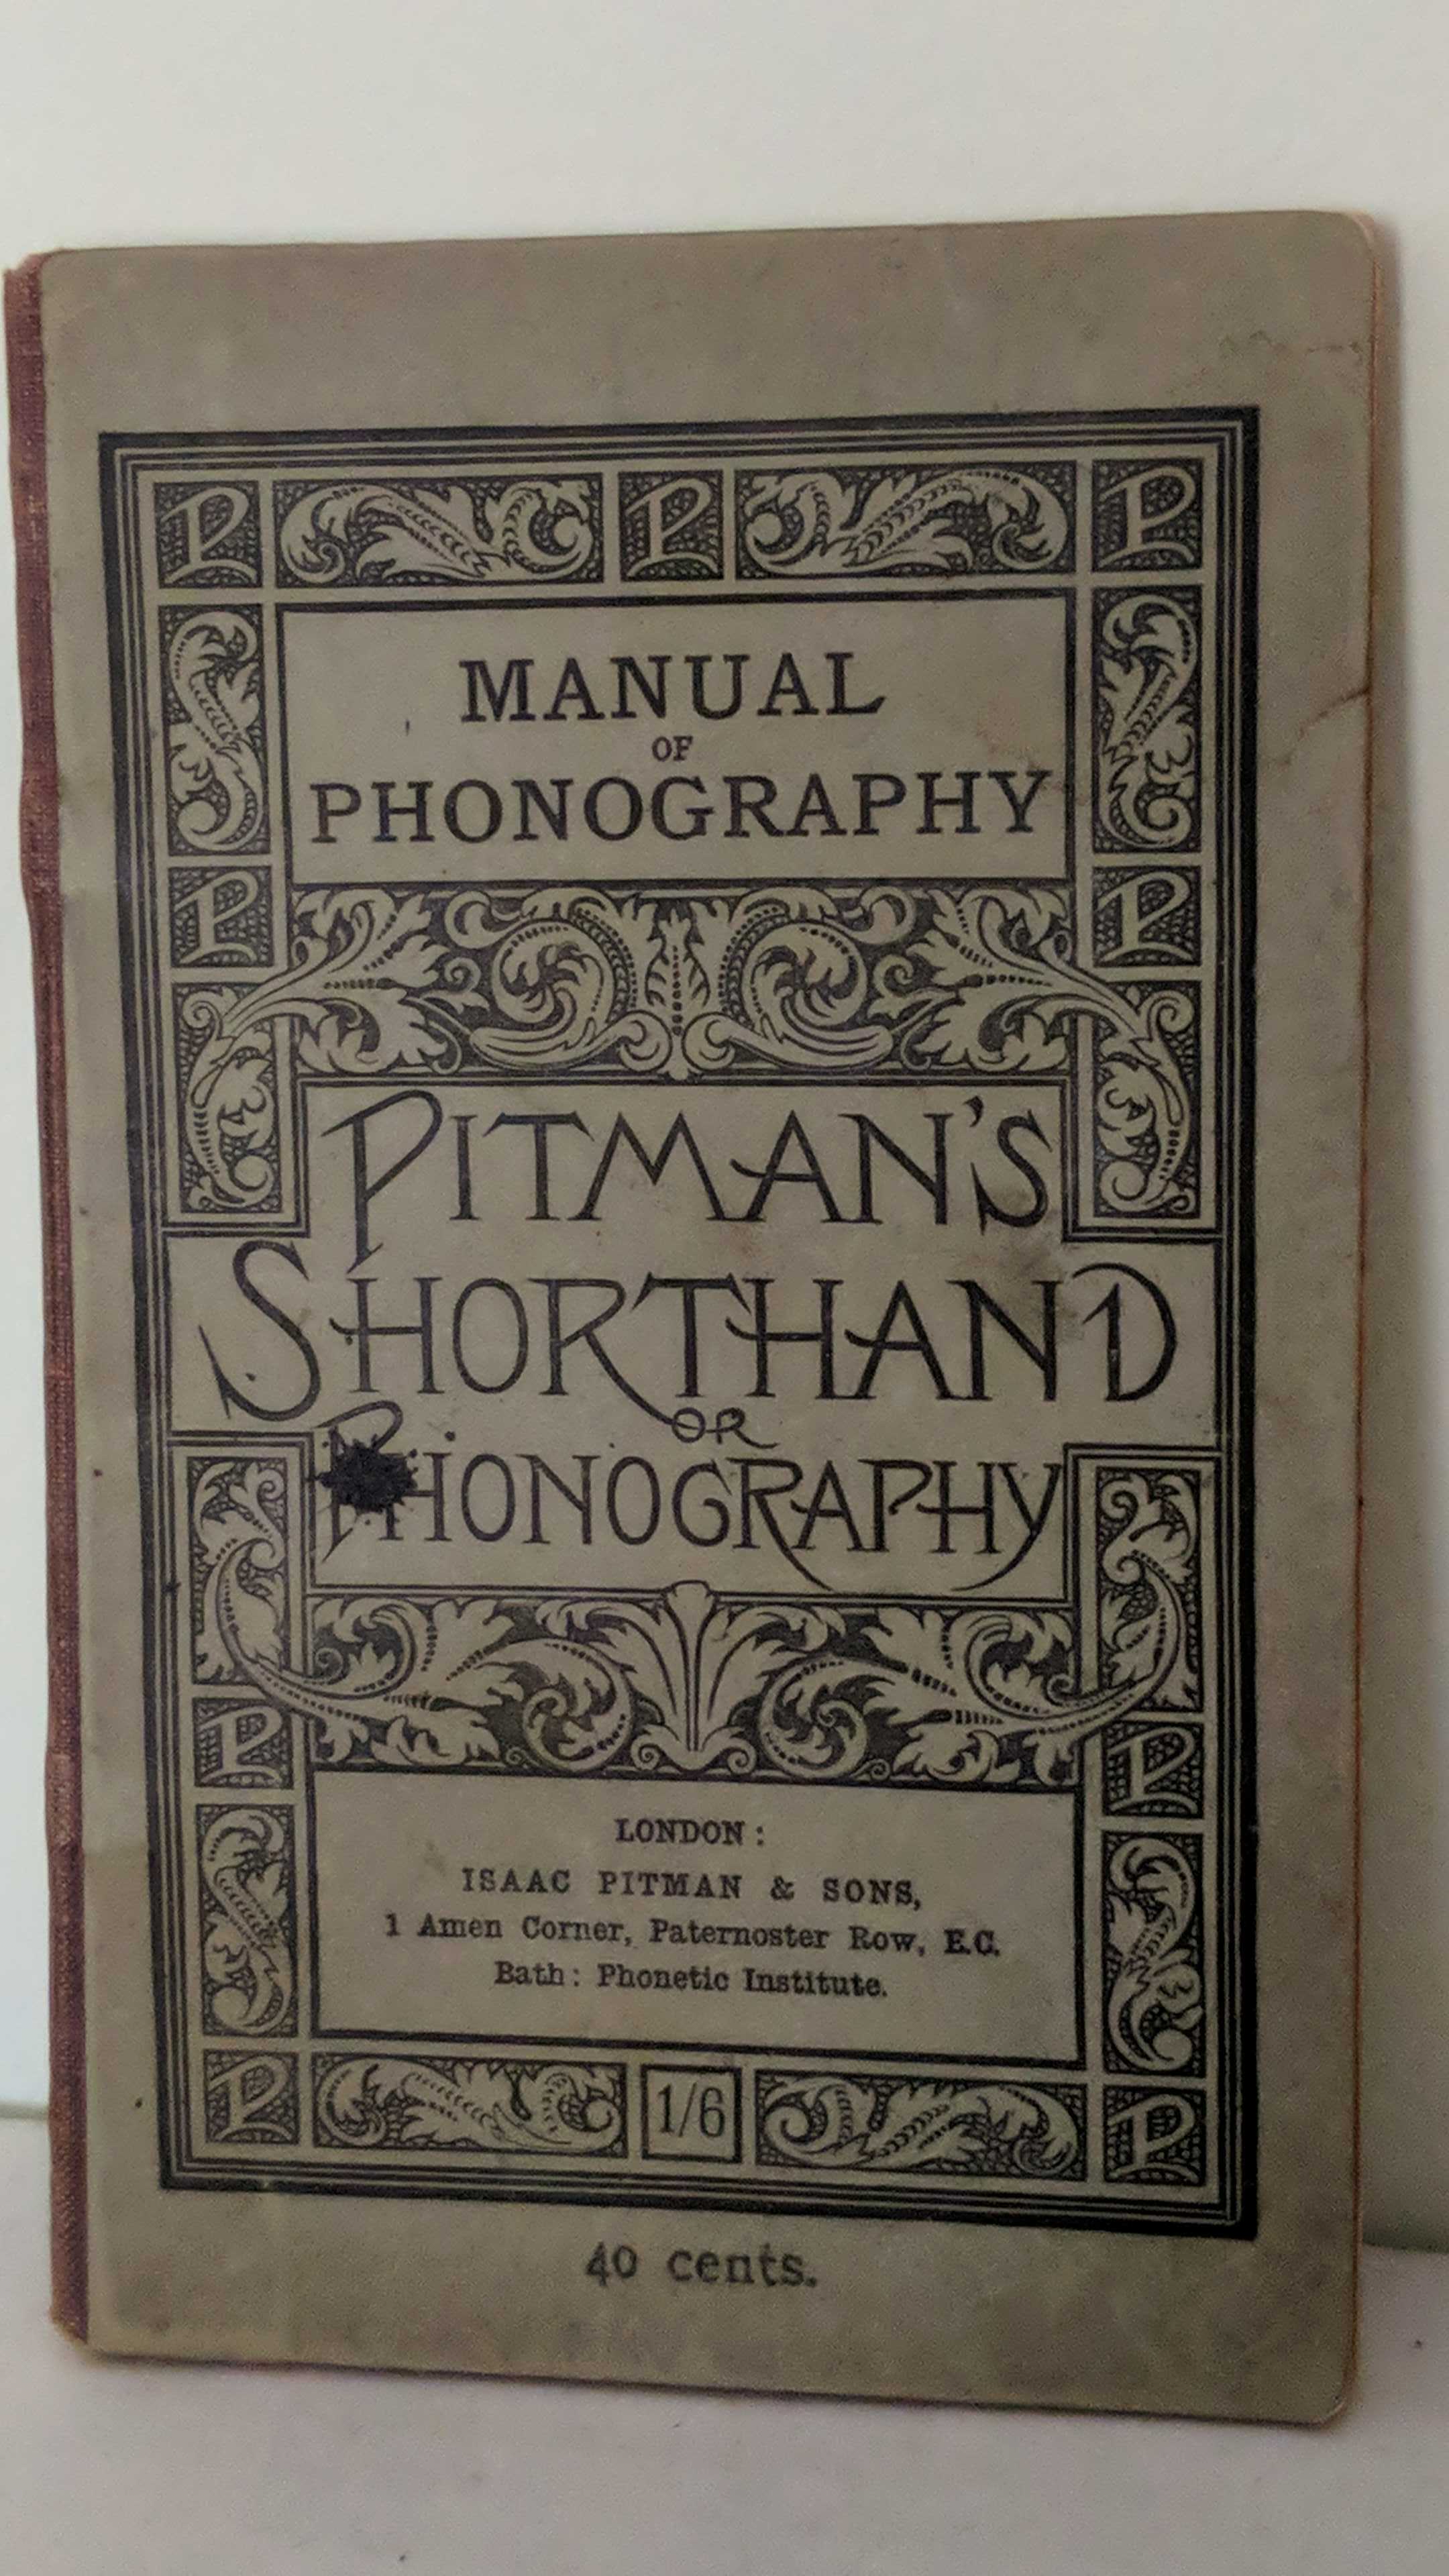 P P P
MANUAL
OF
PHONOGRAPHY
P P
PITMAN'S
SHORTHAND
OR
PHONOGRAPHY
P P
LONDON:
ISAAC PITMAN & SONS,
1 Amen Corner, Paternoster Row, E.C.
Bath: Phonetic Institute.
P 1/6 P
40 cents.